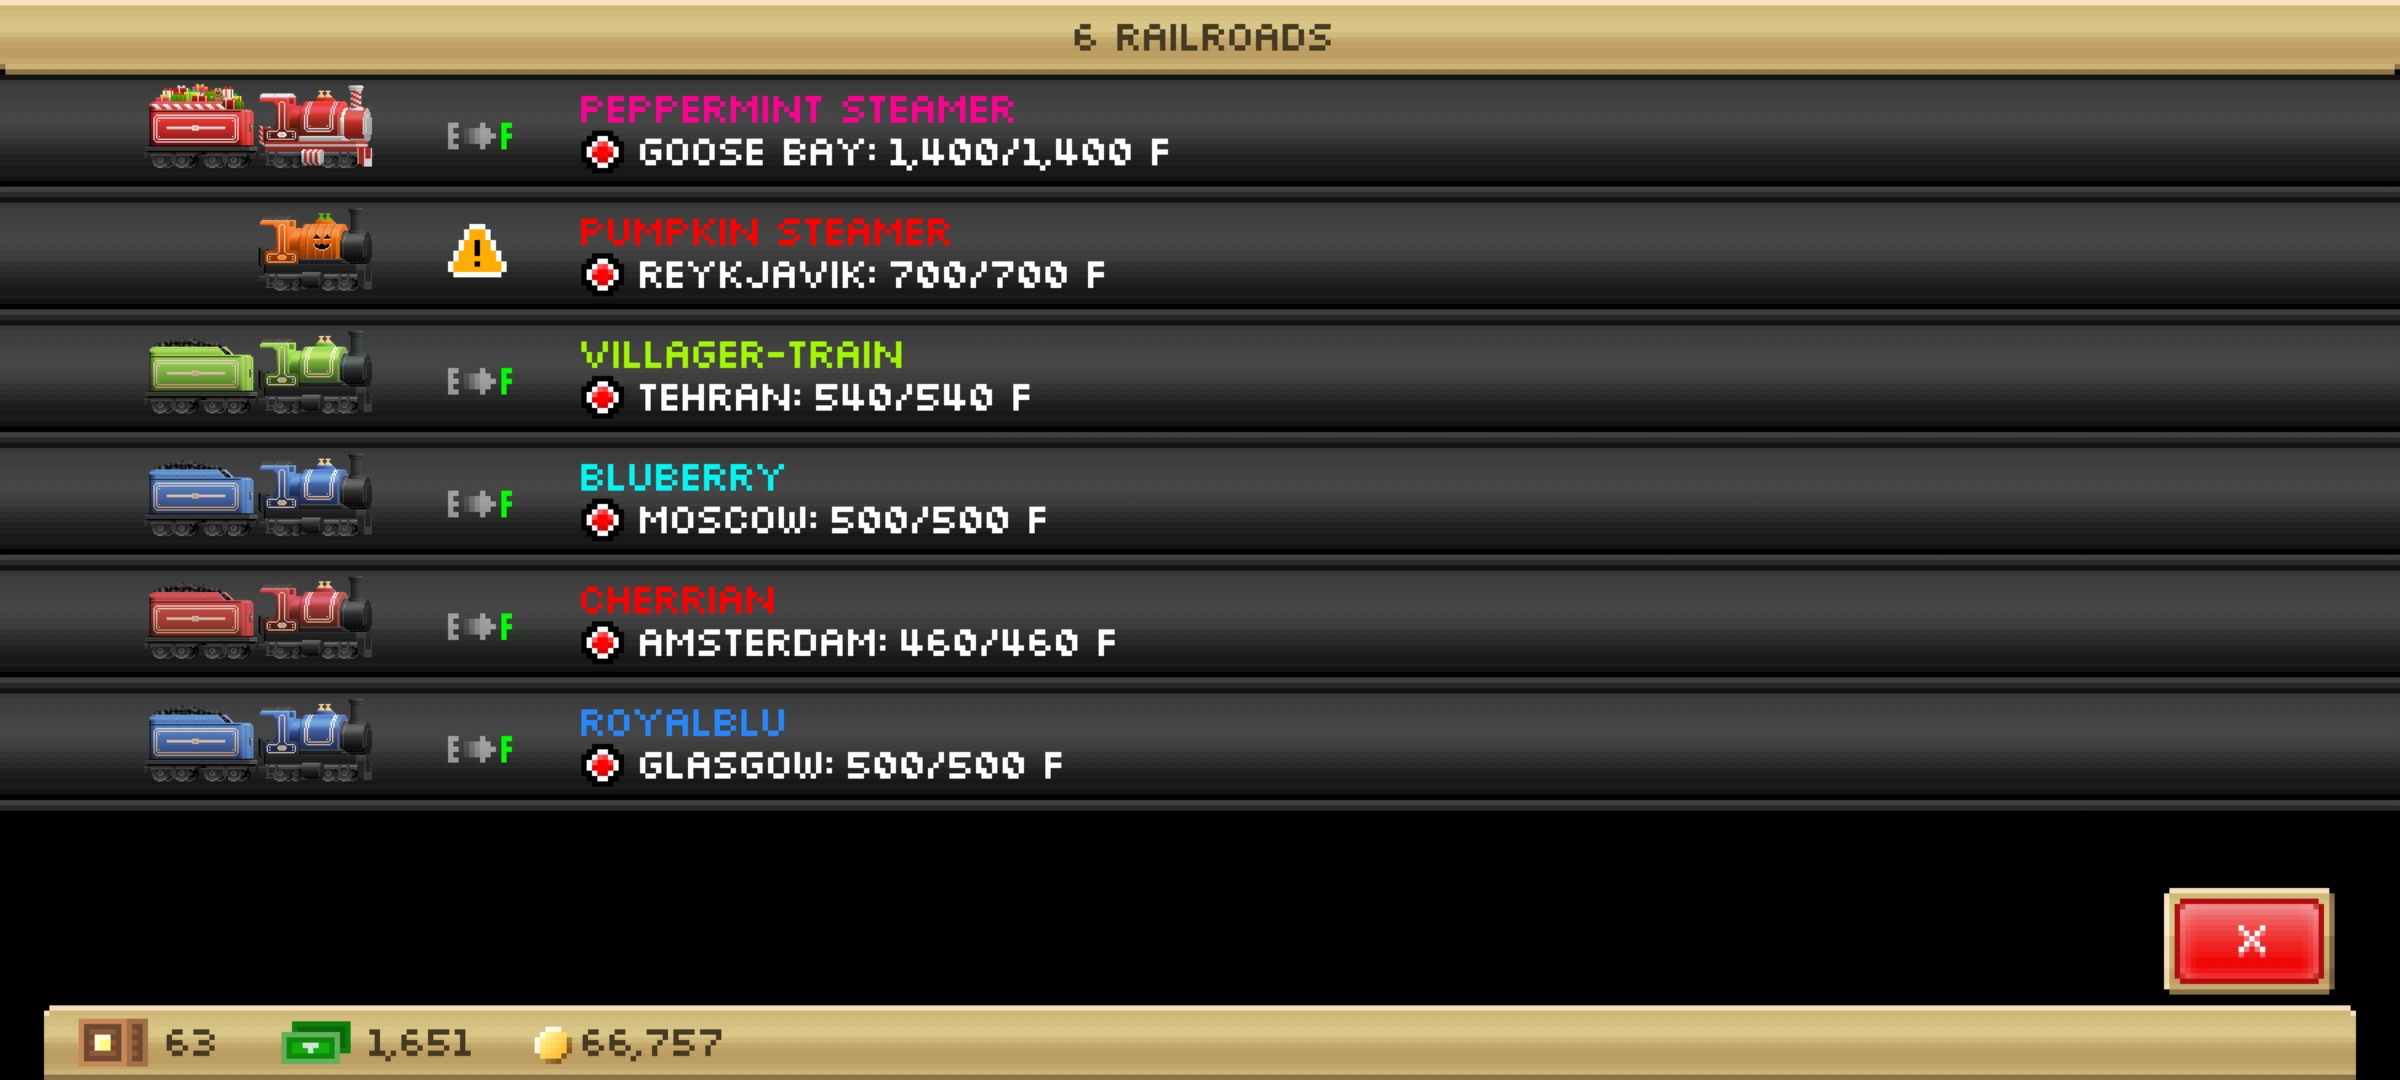 6 RAILROADS
PEPPERMINT STEAMER
E F
GOOSE BAY: 1,400/1,400 F
PUMPKIN STEAMER
!
REYKJAVIK: 700/700 F
VILLAGER-TRAIN
E F
TEHRAN: 540/540 F
BLUBERRY
E F
MOSCOW: 500/500 F
CHERRIAN
E F
AMSTERDAM: 460/460 F
ROYALBLU
E F
GLASGOW: 500/500 F
X
63 1,651 66,757